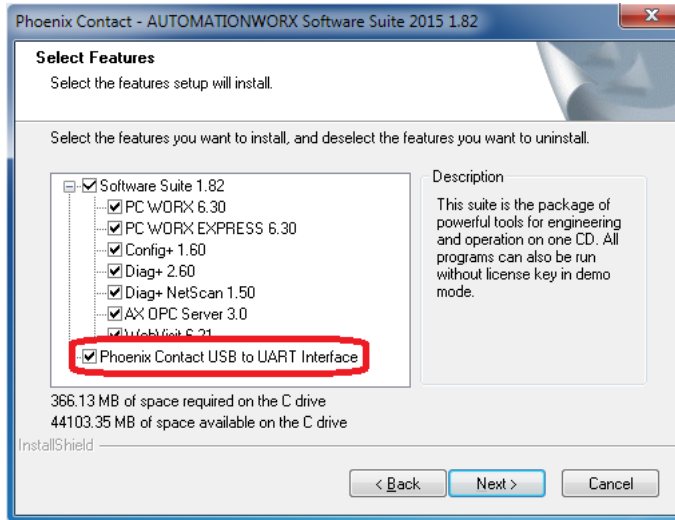 Phoenix Contact - AUTOMATIONWORX Software Suite 2015 1.82
Select Features
Select the features setup will install.
Select the features you want to install, and deselect the features you want to uninstall.
Software Suite 1.82
PC WORX 6.30
PC WORX EXPRESS 6.30
Config+ 1.60
Diag+ 2.60
Diag+ NetScan 1.50
AX OPC Server 3.0
WebVisit 6.21
Phoenix Contact USB to UART Interface
Description
This suite is the package of
powerful tools for engineering
and operation on one CD. All
programs can also be run
without license key in demo
mode.
366.13 MB of space required on the C drive
44103.35 MB of space available on the C drive
InstallShield
< Back
Next >
Cancel